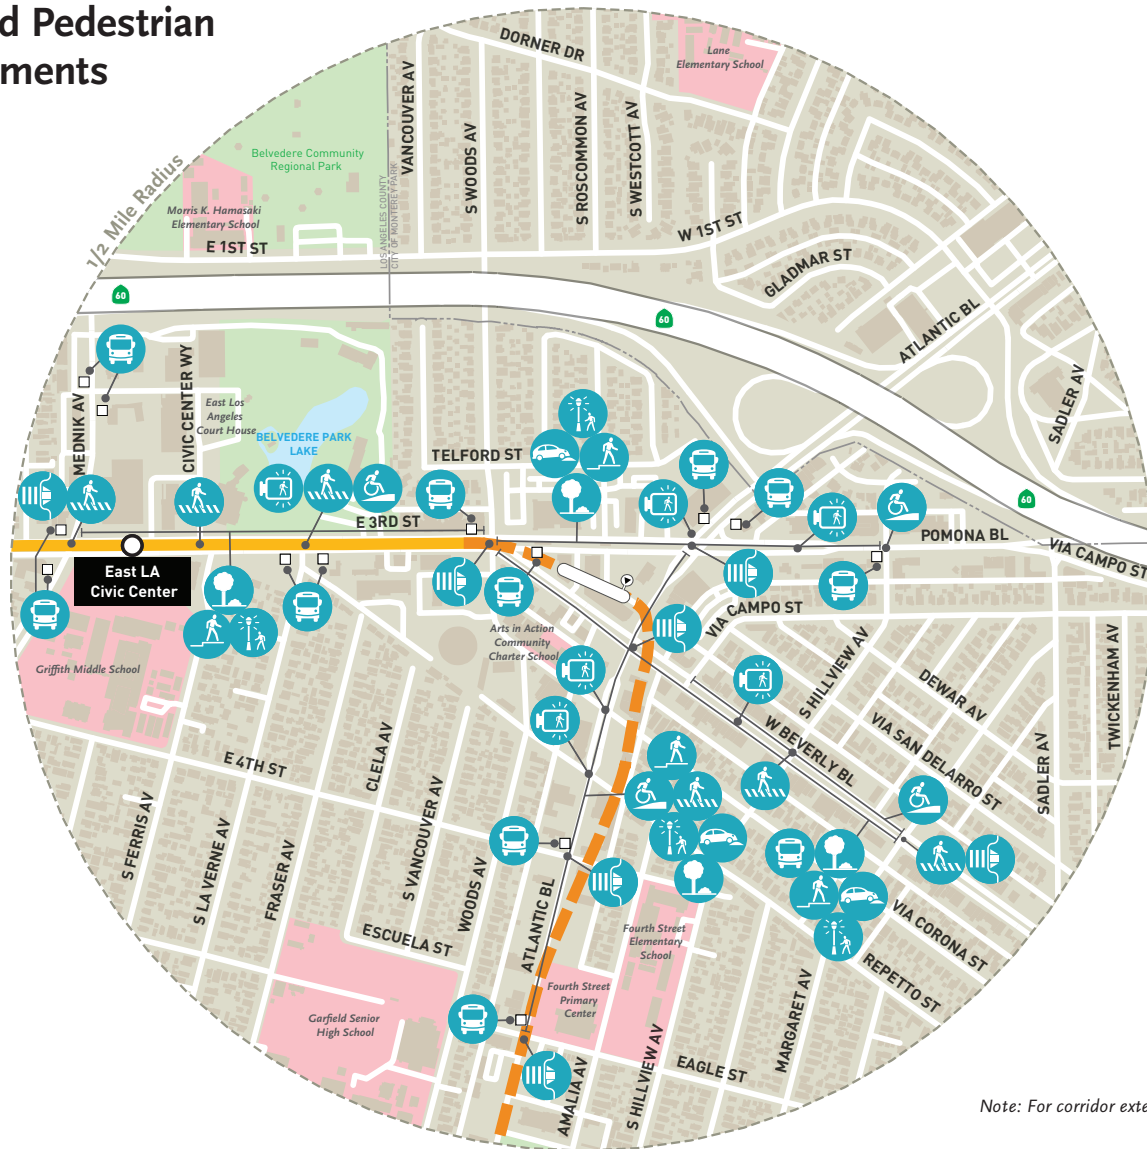 d Pedestrian
ments
1/2 Mile Radius
DORNER DR
Lane
Elementary School
VANCOUVER AV
S WOODS AV
S ROSCOMMON AV
S WESTCOTT AV
Belvedere Community
Regional Park
Morris K. Hamasaki
Elementary School
E 1ST ST
LOS ANGELES COUNTY
CITY OF MONTEREY PARK
W 1ST ST
GLADMAR ST
ATLANTIC BL
60
60
60
SADLER AV
MEDNIK AV
CIVIC CENTER WY
East Los
Angeles
Court House
BELVEDERE PARK
LAKE
TELFORD ST
E 3RD ST
POMONA BL
VIA CAMPO ST
East LA
Civic Center
VIA CAMPO ST
Arts in Action
Community
Charter School
Griffith Middle School
S HILLVIEW AV
DEWAR AV
TWICKENHAM AV
VIA SAN DELARRO ST
W BEVERLY BL
SADLER AV
E 4TH ST
CLELA AV
S FERRIS AV
S LA VERNE AV
FRASER AV
S VANCOUVER AV
WOODS AV
ATLANTIC BL
ESCUELA ST
VIA CORONA ST
REPETTO ST
Fourth Street
Elementary
School
Fourth Street
Primary
Center
Garfield Senior
High School
MARGARET AV
EAGLE ST
S HILLVIEW AV
AMALIA AV
Note: For corridor exte